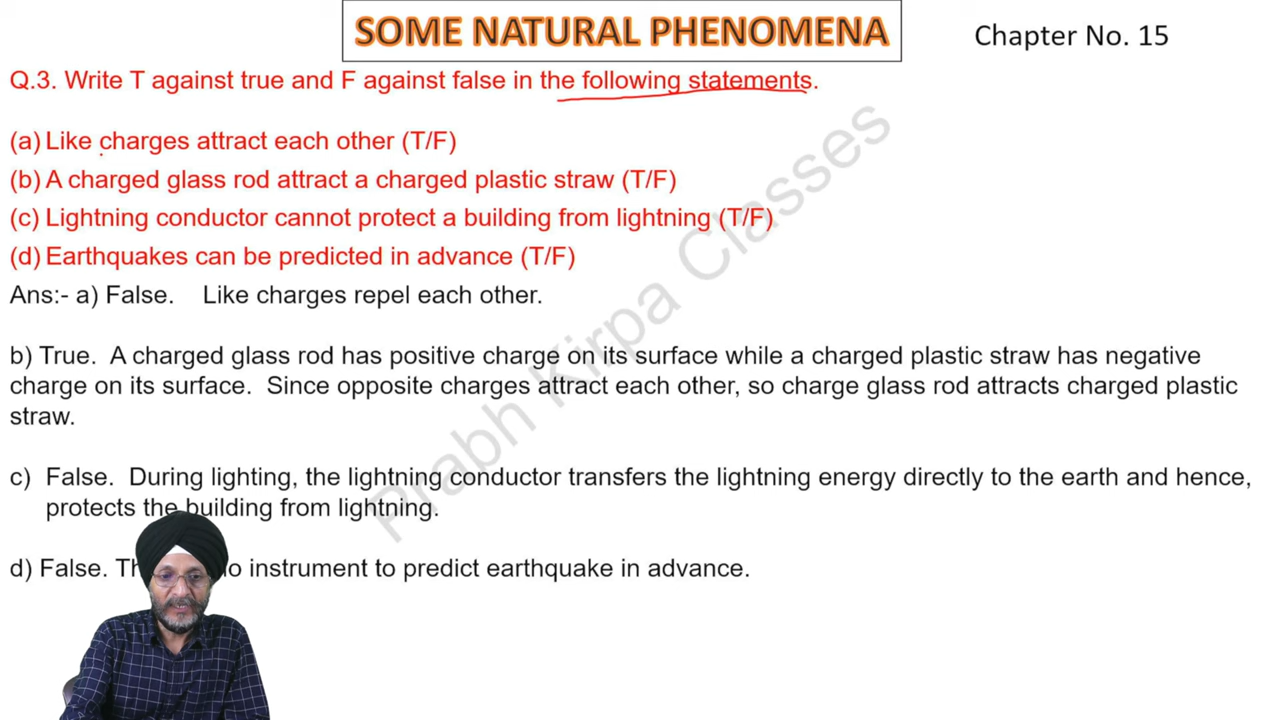 SOME NATURAL PHENOMENA
Chapter No. 15
Q.3. Write T against true and F against false in the following statements.
(a) Like charges attract each other (T/F)
(b) A charged glass rod attract a charged plastic straw (T/F)
(c) Lightning conductor cannot protect a building from lightning (T/F)
(d) Earthquakes can be predicted in advance (T/F)
Ans:- a) False. Like charges repel each other.
b) True. A charged glass rod has positive charge on its surface while a charged plastic straw has negative
charge on its surface. Since opposite charges attract each other, so charge glass rod attracts charged plastic
straw.
c) False. During lighting, the lightning conductor transfers the lightning energy directly to the earth and hence,
protects the building from lightning.
d) False. no instrument to predict earthquake in advance.
Prabh Kirpa Classes